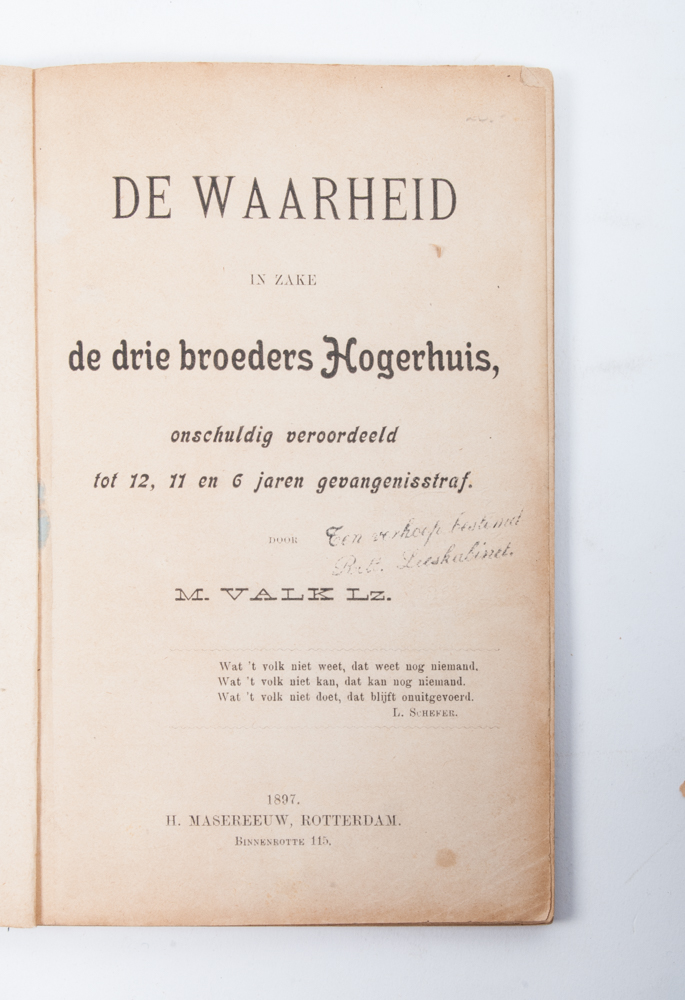 DE WAARHEID
IN ZAKE
de drie broeders Hogerhuis,
onschuldig veroordeeld
tot 12, 11 en 6 jaren gevangenisstraf.
DOOR
Ten verkoop bestemd
Leeskabinet.
M. VALK Lz.
Wat 't volk niet weet, dat weet nog niemand.
Wat 't volk niet kan, dat kan nog niemand.
Wat 't volk niet doet, dat blijft onuitgevoerd.
L. Schefer.
1897.
H. MASEREEUW, ROTTERDAM.
Binnenrotte 115.